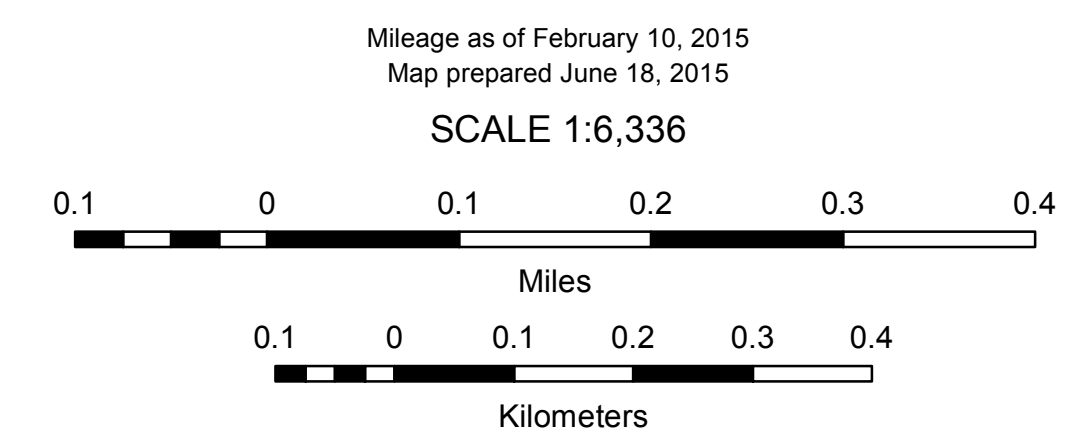 Mileage as of February 10, 2015
Map prepared June 18, 2015
SCALE 1:6,336
0.1 0 0.1 0.2 0.3 0.4
Miles
0.1 0 0.1 0.2 0.3 0.4
Kilometers